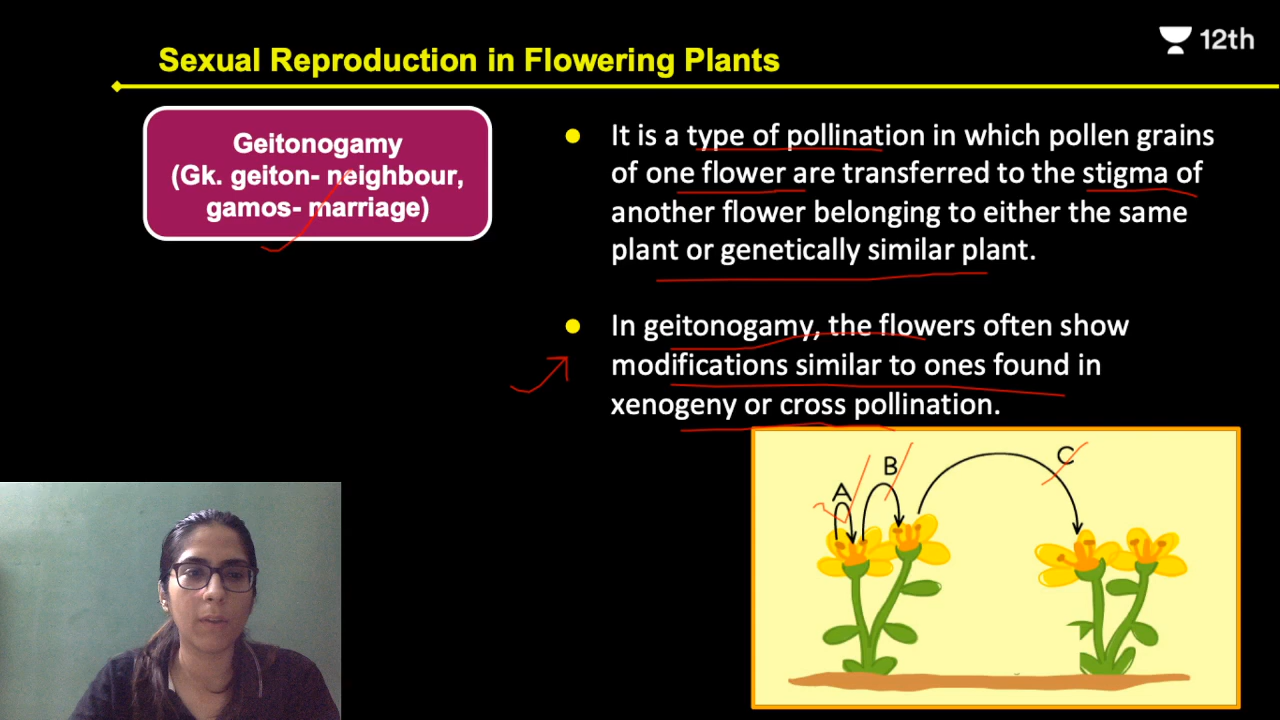 Sexual Reproduction in Flowering Plants
12th
Geitonogamy
(Gk. geiton- neighbour,
gamos- marriage)
It is a type of pollination in which pollen grains
of one flower are transferred to the stigma of
another flower belonging to either the same
plant or genetically similar plant.
In geitonogamy, the flowers often show
modifications similar to ones found in
xenogeny or cross pollination.
A
B
C